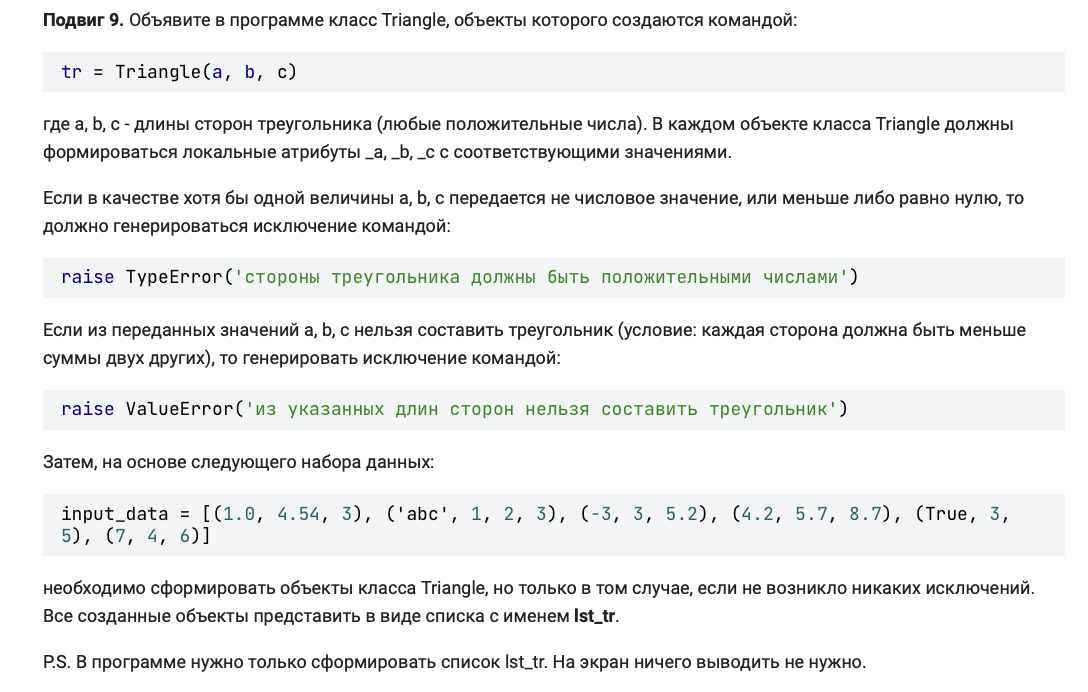 Подвиг 9. Объявите в программе класс Triangle, объекты которого создаются командой:
tr = Triangle(a, b, c)
где a, b, c - длины сторон треугольника (любые положительные числа). В каждом объекте класса Triangle должны
формироваться локальные атрибуты _a, _b, _c с соответствующими значениями.
Если в качестве хотя бы одной величины a, b, c передается не числовое значение, или меньше либо равно нулю, то
должно генерироваться исключение командой:
raise TypeError('стороны треугольника должны быть положительными числами')
Если из переданных значений a, b, c нельзя составить треугольник (условие: каждая сторона должна быть меньше
суммы двух других), то генерировать исключение командой:
raise ValueError('из указанных длин сторон нельзя составить треугольник')
Затем, на основе следующего набора данных:
input_data = [(1.0, 4.54, 3), ('abc', 1, 2, 3), (-3, 3, 5.2), (4.2, 5.7, 8.7), (True, 3,
5), (7, 4, 6)]
необходимо сформировать объекты класса Triangle, но только в том случае, если не возникло никаких исключений.
Все созданные объекты представить в виде списка с именем lst_tr.
P.S. В программе нужно только сформировать список lst_tr. На экран ничего выводить не нужно.